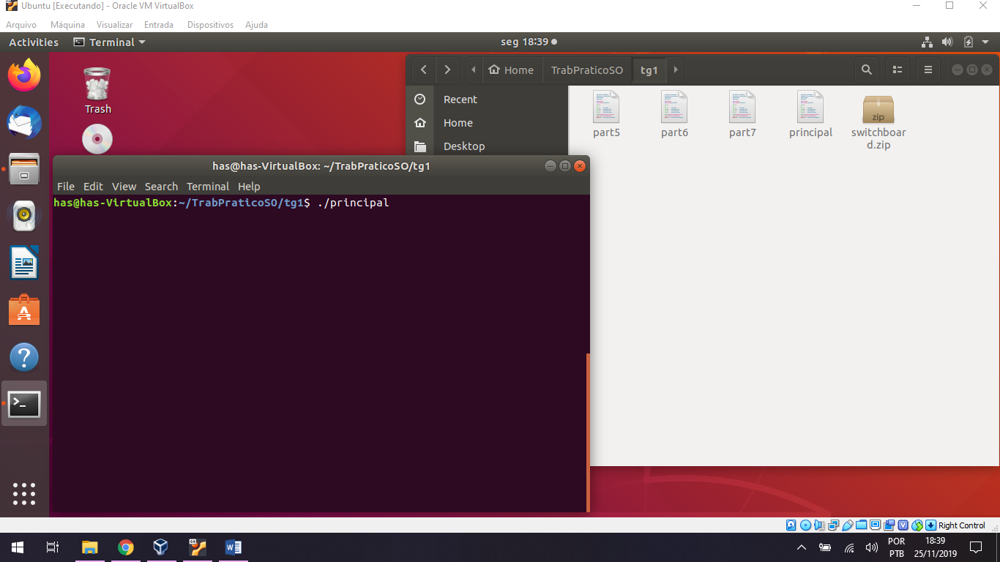 Ubuntu [Executando] - Oracle VM VirtualBox
Arquivo Máquina Visualizar Entrada Dispositivos Ajuda
Activities Terminal seg 18:39
Home TrabPraticoSO tg1
Trash
Recent
Home
Desktop
part5 part6 part7 principal switchboar
d.zip
zip
has@has-VirtualBox: ~/TrabPraticoSO/tg1
File Edit View Search Terminal Help
has@has-VirtualBox:~/TrabPraticoSO/tg1$ ./principal
Right Control
POR 18:39
PTB 25/11/2019